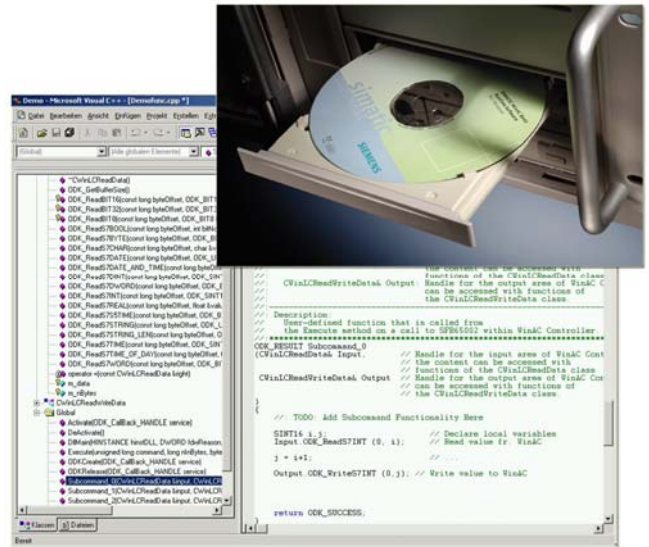 simatic
SIEMENS
Demo - Microsoft Visual C++ - [Demofunc.cpp *]
Datei Bearbeiten Ansicht Einfügen Projekt Erstellen
(Global)
(Alle globalen Elemente)
~CWinLCReadData()
ODK_GetBufferSize()
ODK_ReadBIT16(const long byteOffset, ODK_BIT1
ODK_ReadBIT32(const long byteOffset, ODK_BIT3
ODK_ReadBIT8(const long byteOffset, ODK_BIT8
ODK_ReadS7BOOL(const long byteOffset, int bitNo
ODK_ReadS7BYTE(const long byteOffset, ODK_BI
ODK_ReadS7CHAR(const long byteOffset, char
ODK_ReadS7DATE(const long byteOffset, ODK_U
ODK_ReadS7DATE_AND_TIME(const long
ODK_ReadS7DINT(const long byteOffset, ODK_SIN
ODK_ReadS7DWORD(const long byteOffset, ODK_
ODK_ReadS7INT(const long byteOffset, ODK_SINT1
ODK_ReadS7REAL(const long byteOffset, float
ODK_ReadS7S5TIME(const long byteOffset, ODK_
ODK_ReadS7STRING(const long byteOffset, ODK_
ODK_ReadS7STRING_LEN(const long byteOffset,
ODK_ReadS7TIME(const long byteOffset, ODK_SIN
ODK_ReadS7TIME_OF_DAY(const long byteOffset,
ODK_ReadS7WORD(const long byteOffset, ODK_BI
operator =(const CWinLCReadData &right)
m_data
m_nBytes
CWinLCReadWriteData
Global
Activate(ODK_CallBack_HANDLE service)
DeActivate()
DllMain(HINSTANCE hinstDLL, DWORD fdwReason,
Execute(unsigned long command, long nInBytes,
ODKCreate(ODK_CallBack_HANDLE service)
ODKRelease(ODK_CallBack_HANDLE service)
Subcommand_0(CWinLCReadData &input, CWinLCR
Subcommand_1(CWinLCReadData &input, CWinLCR
Subcommand_2(CWinLCReadData &input, CWinLCR
Klassen Dateien
Bereit
// the content can be accessed with
// functions of the CWinLCReadData class
// CWinLCReadWriteData& Output: Handle for the output area of WinAC C
// can be accessed with functions of
// the CWinLCReadWriteData class.
// Description:
// User-defined function that is called from
// the Execute method on a call to SFB65002 within WinAC Controller
ODK_RESULT Subcommand_0
(CWinLCReadData& Input, // Handle for the input area of WinAC Cont
// the content can be accessed with
// functions of the CWinLCReadData class
CWinLCReadWriteData& Output // Handle for the output area of WinAC Con
// can be accessed with functions of
// the CWinLCReadWriteData class.
)
{
// TODO: Add Subcommand Functionality Here
SINT16 i,j; // Declare local variables
Input.ODK_ReadS7INT (0, i); // Read value fr. WinAC
j = i+1; // ...
Output.ODK_WriteS7INT (0,j); // Write value to WinAC
return ODK_SUCCESS;
}